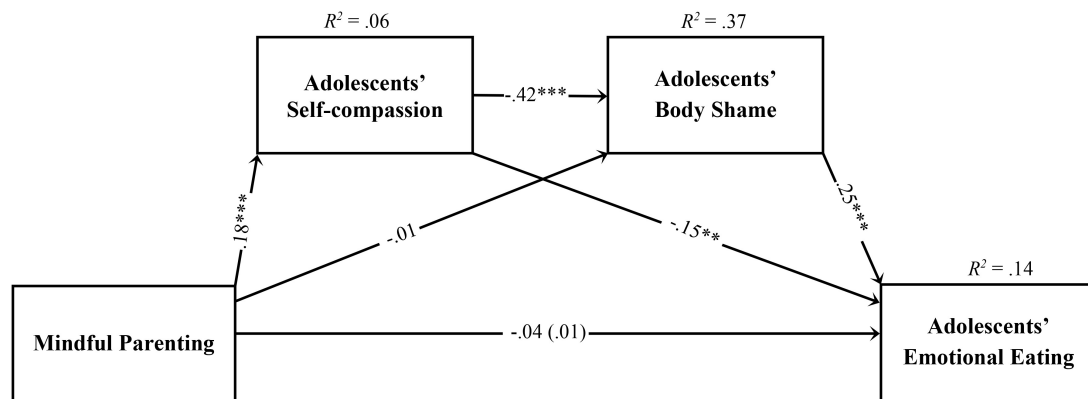 R² = .06
R² = .37
Adolescents’
Self-compassion
-.42***
Adolescents’
Body Shame
.18***
-.01
-.15**
.25***
R² = .14
Mindful Parenting
-.04 (.01)
Adolescents’
Emotional Eating